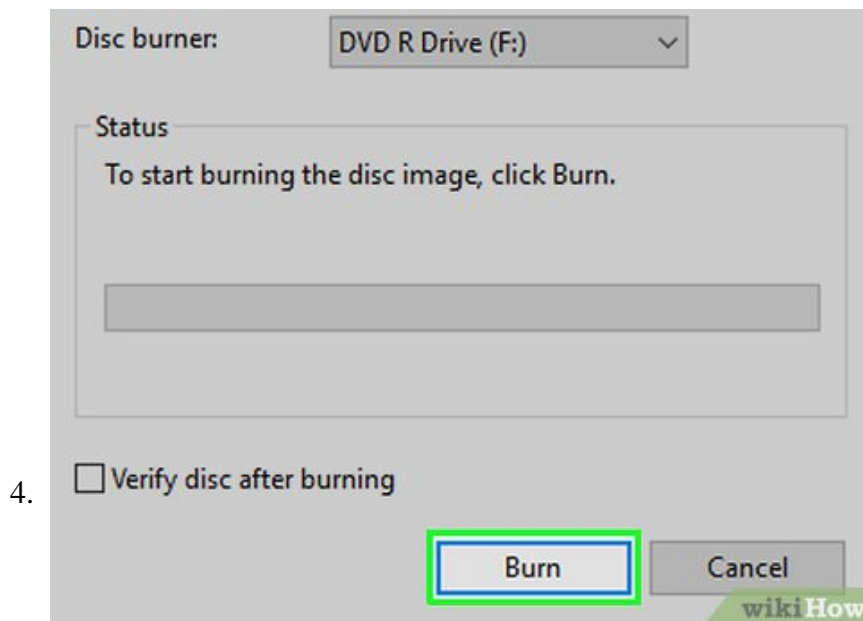 Disc burner: DVD R Drive (F:)
Status
To start burning the disc image, click Burn.
4. Verify disc after burning
Burn Cancel
wikiHow